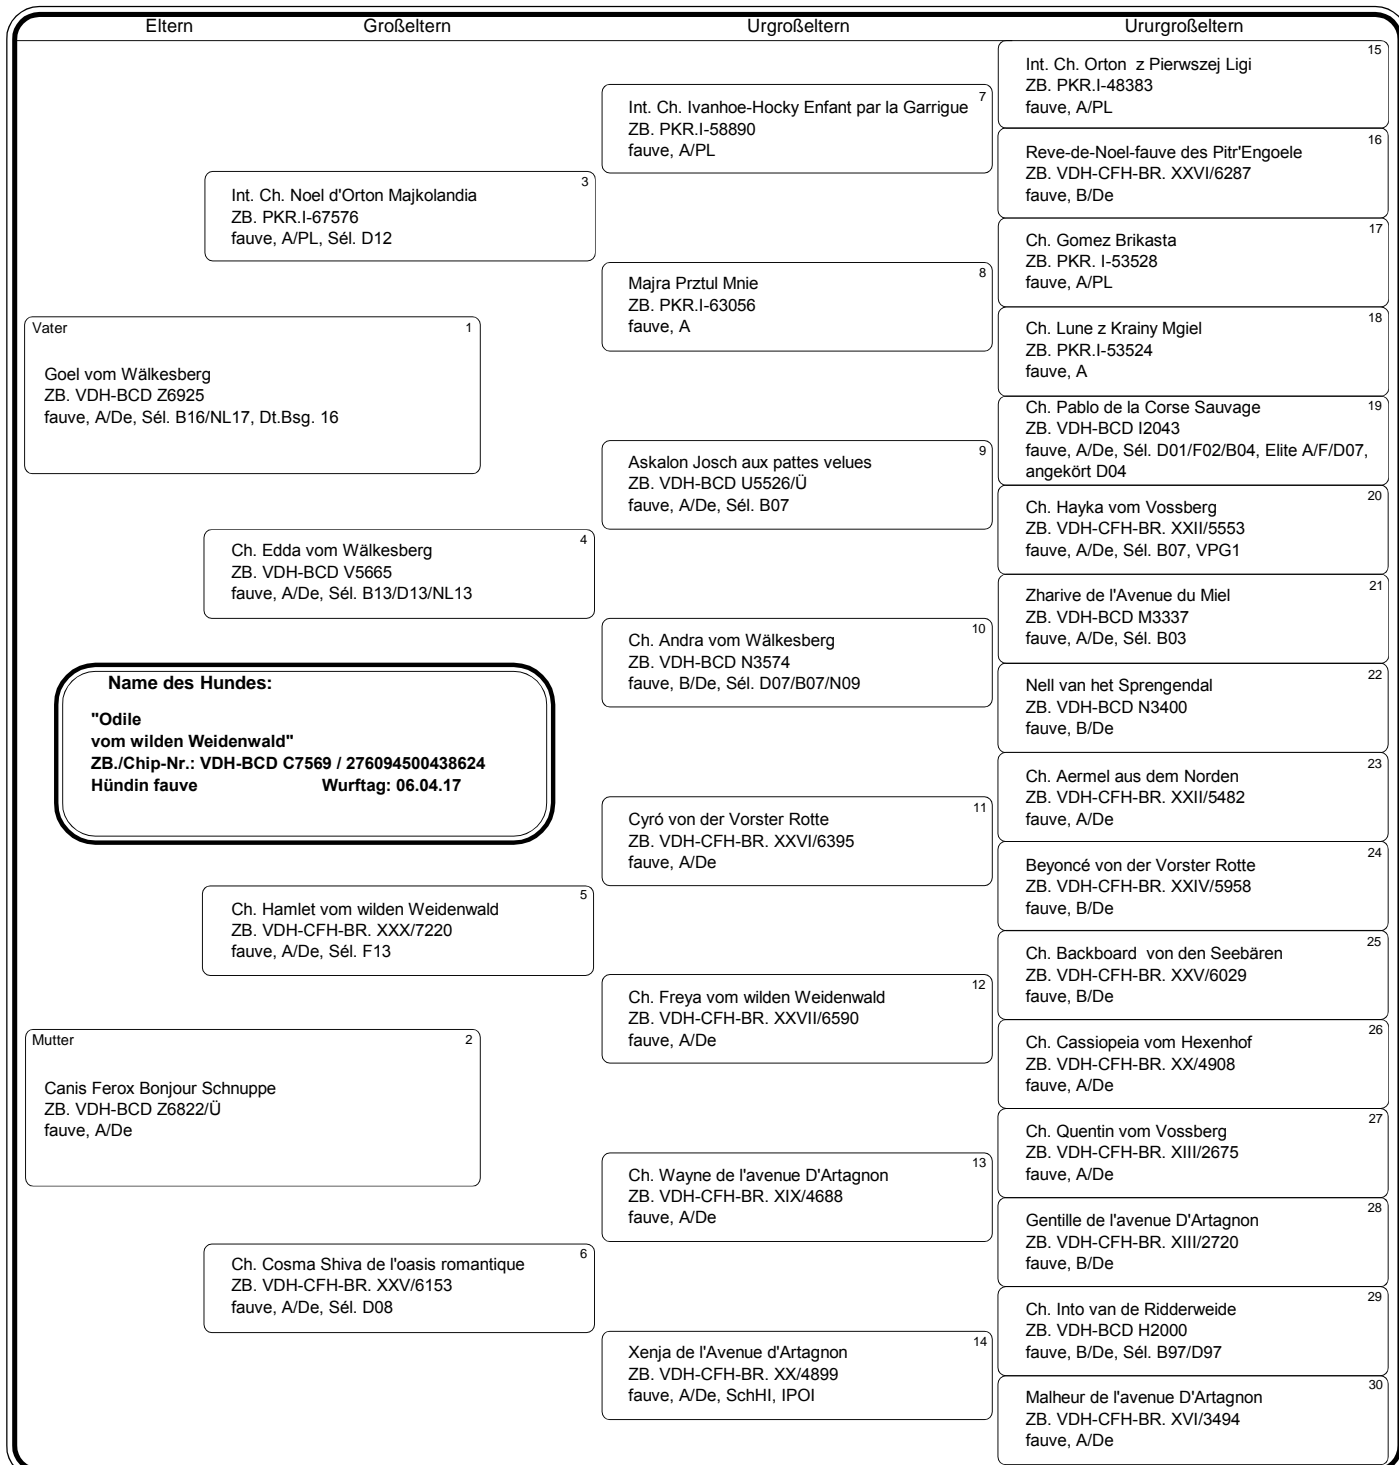 Eltern Großeltern Urgroßeltern Ururgroßeltern
Vater 1
Goel vom Wälkesberg
ZB. VDH-BCD Z6925
fauve, A/De, Sél. B16/NL17, Dt.Bsg. 16
Name des Hundes:
"Odile
vom wilden Weidenwald"
ZB./Chip-Nr.: VDH-BCD C7569 / 276094500438624
Hündin fauve Wurftag: 06.04.17
Mutter 2
Canis Ferox Bonjour Schnuppe
ZB. VDH-BCD Z6822/Ü
fauve, A/De
3
Int. Ch. Noel d'Orton Majkolandia
ZB. PKR.I-67576
fauve, A/PL, Sél. D12
4
Ch. Edda vom Wälkesberg
ZB. VDH-BCD V5665
fauve, A/De, Sél. B13/D13/NL13
5
Ch. Hamlet vom wilden Weidenwald
ZB. VDH-CFH-BR. XXX/7220
fauve, A/De, Sél. F13
6
Ch. Cosma Shiva de l'oasis romantique
ZB. VDH-CFH-BR. XXV/6153
fauve, A/De, Sél. D08
7
Int. Ch. Ivanhoe-Hocky Enfant par la Garrigue
ZB. PKR.I-58890
fauve, A/PL
8
Majra Prztul Mnie
ZB. PKR.I-63056
fauve, A
9
Askalon Josch aux pattes velues
ZB. VDH-BCD U5526/Ü
fauve, A/De, Sél. B07
10
Ch. Andra vom Wälkesberg
ZB. VDH-BCD N3574
fauve, B/De, Sél. D07/B07/N09
11
Cyró von der Vorster Rotte
ZB. VDH-CFH-BR. XXVI/6395
fauve, A/De
12
Ch. Freya vom wilden Weidenwald
ZB. VDH-CFH-BR. XXVII/6590
fauve, A/De
13
Ch. Wayne de l'avenue D'Artagnon
ZB. VDH-CFH-BR. XIX/4688
fauve, A/De
14
Xenja de l'Avenue d'Artagnon
ZB. VDH-CFH-BR. XX/4899
fauve, A/De, SchHI, IPOI
15
Int. Ch. Orton z Pierwszej Ligi
ZB. PKR.I-48383
fauve, A/PL
16
Reve-de-Noel-fauve des Pitr'Engoele
ZB. VDH-CFH-BR. XXVI/6287
fauve, B/De
17
Ch. Gomez Brikasta
ZB. PKR. I-53528
fauve, A/PL
18
Ch. Lune z Krainy Mgiel
ZB. PKR.I-53524
fauve, A
19
Ch. Pablo de la Corse Sauvage
ZB. VDH-BCD I2043
fauve, A/De, Sél. D01/F02/B04, Elite A/F/D07,
angekört D04
20
Ch. Hayka vom Vossberg
ZB. VDH-CFH-BR. XXII/5553
fauve, A/De, Sél. B07, VPG1
21
Zharive de l'Avenue du Miel
ZB. VDH-BCD M3337
fauve, A/De, Sél. B03
22
Nell van het Sprengendal
ZB. VDH-BCD N3400
fauve, B/De
23
Ch. Aermel aus dem Norden
ZB. VDH-CFH-BR. XXII/5482
fauve, A/De
24
Beyoncé von der Vorster Rotte
ZB. VDH-CFH-BR. XXIV/5958
fauve, B/De
25
Ch. Backboard von den Seebären
ZB. VDH-CFH-BR. XXV/6029
fauve, B/De
26
Ch. Cassiopeia vom Hexenhof
ZB. VDH-CFH-BR. XX/4908
fauve, A/De
27
Ch. Quentin vom Vossberg
ZB. VDH-CFH-BR. XIII/2675
fauve, A/De
28
Gentille de l'avenue D'Artagnon
ZB. VDH-CFH-BR. XIII/2720
fauve, B/De
29
Ch. Into van de Ridderweide
ZB. VDH-BCD H2000
fauve, B/De, Sél. B97/D97
30
Malheur de l'avenue D'Artagnon
ZB. VDH-CFH-BR. XVI/3494
fauve, A/De